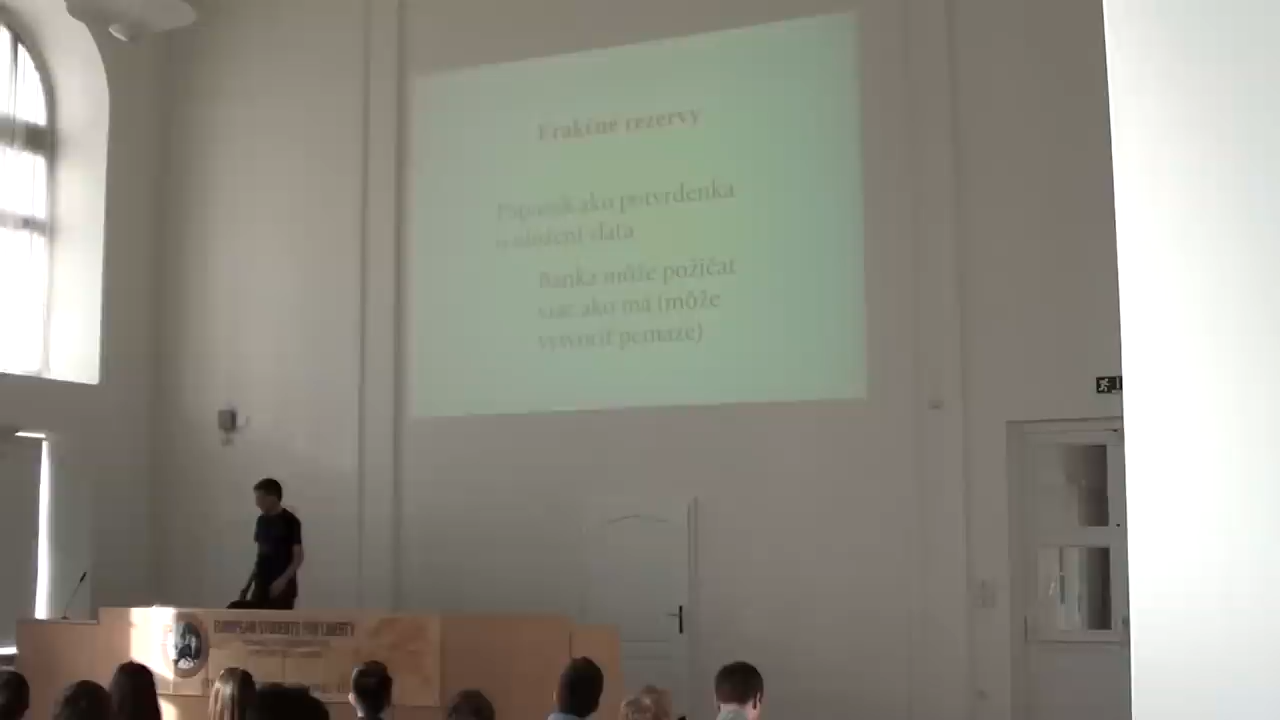 Frakčné rezervy
ako potvrdenka
o uložení zlata
Banka môže požičať
viac ako má (môže
vytvoriť peniaze)
EUROPEAN STUDENTS FOR LIBERTY